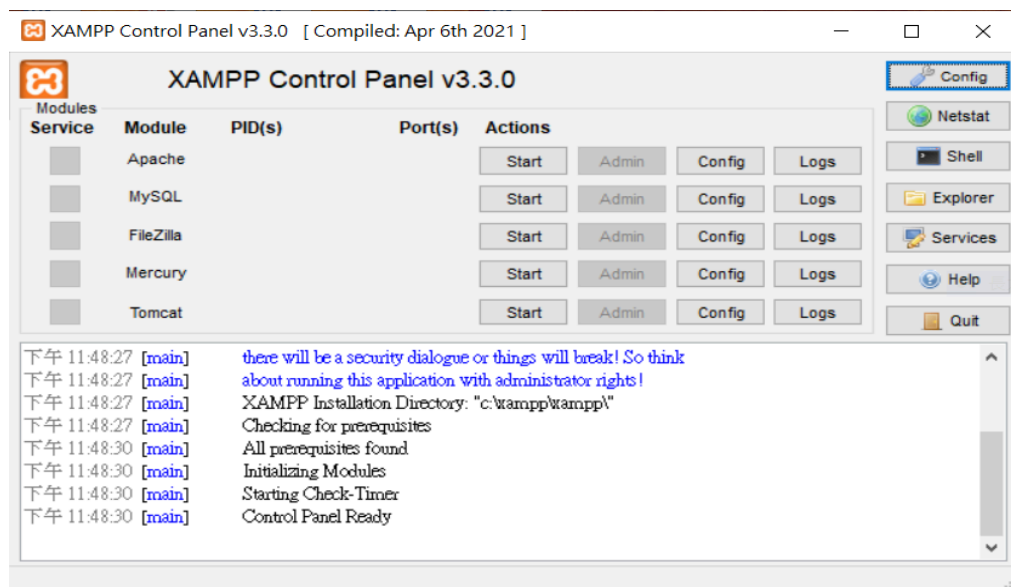 XAMPP Control Panel v3.3.0 [ Compiled: Apr 6th 2021 ]
XAMPP Control Panel v3.3.0
Config
Modules
Service Module PID(s) Port(s) Actions
Netstat
Apache Start Admin Config Logs
Shell
MySQL Start Admin Config Logs
Explorer
FileZilla Start Admin Config Logs
Services
Mercury Start Admin Config Logs
Help
Tomcat Start Admin Config Logs
Quit
下午 11:48:27 [main] there will be a security dialogue or things will break! So think
下午 11:48:27 [main] about running this application with administrator rights!
下午 11:48:27 [main] XAMPP Installation Directory: "c:\xampp\xampp\"
下午 11:48:27 [main] Checking for prerequisites
下午 11:48:30 [main] All prerequisites found
下午 11:48:30 [main] Initializing Modules
下午 11:48:30 [main] Starting Check-Timer
下午 11:48:30 [main] Control Panel Ready